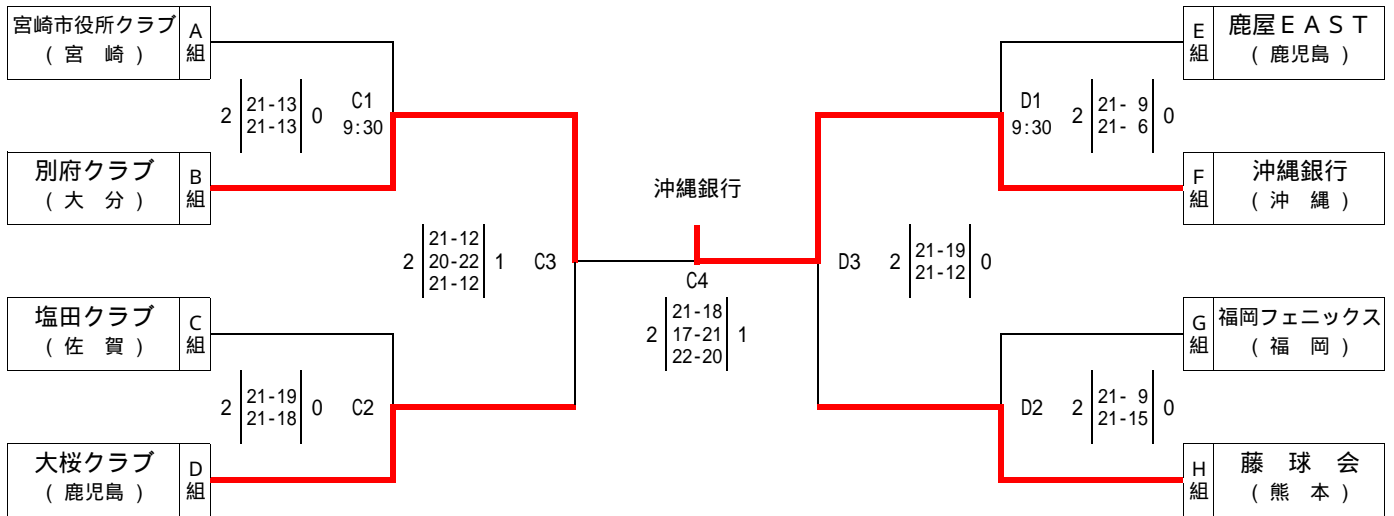 宮崎市役所クラブ
( 宮 崎 )
A
組
2
21-13
21-13
0
C1
9:30
別府クラブ
( 大 分 )
B
組
2
21-12
20-22
21-12
1
C3
塩田クラブ
( 佐 賀 )
C
組
2
21-19
21-18
0
C2
大桜クラブ
( 鹿児島 )
D
組
沖縄銀行
C4
2
21-18
17-21
22-20
1
E
組
鹿屋EAST
( 鹿児島 )
D1
9:30
2
21- 9
21- 6
0
F
組
沖縄銀行
( 沖 縄 )
D3
2
21-19
21-12
0
G
組
福岡フェニックス
( 福 岡 )
D2
2
21- 9
21-15
0
H
組
藤 球 会
( 熊 本 )